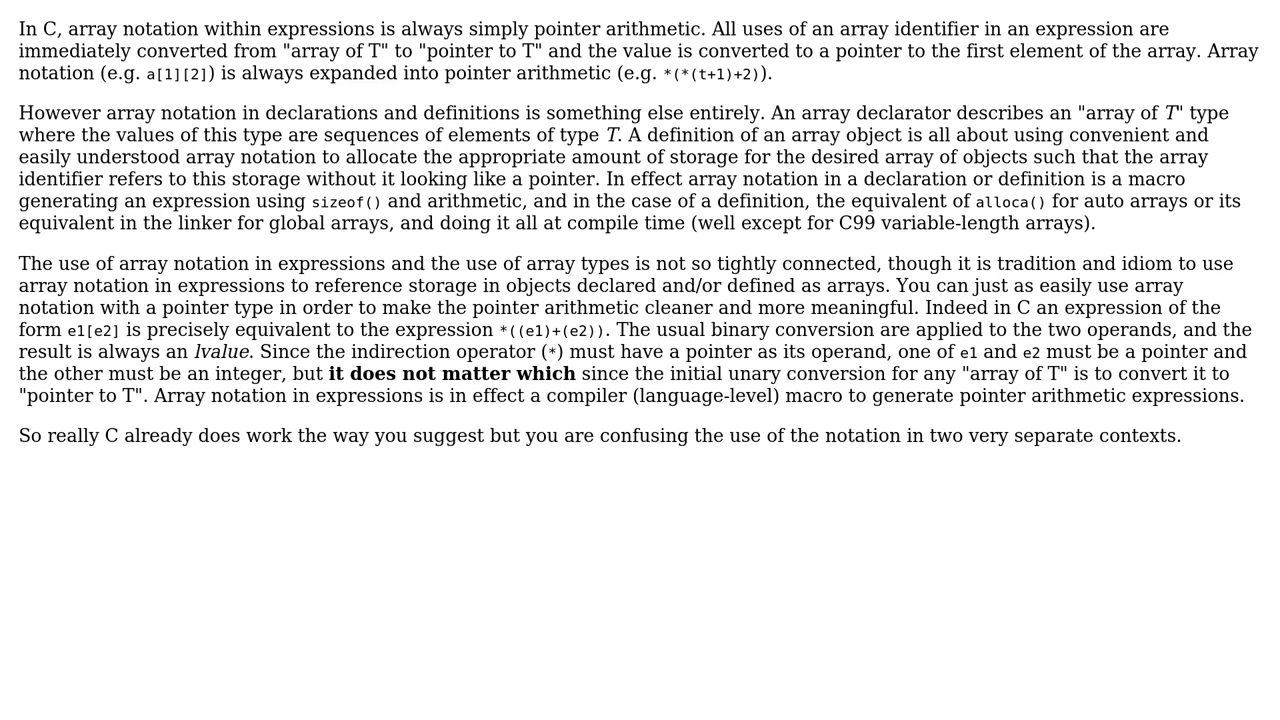 In C, array notation within expressions is always simply pointer arithmetic. All uses of an array identifier in an expression are
immediately converted from "array of T" to "pointer to T" and the value is converted to a pointer to the first element of the array. Array
notation (e.g. a[1][2]) is always expanded into pointer arithmetic (e.g. *(*(t+1)+2)).
However array notation in declarations and definitions is something else entirely. An array declarator describes an "array of T" type
where the values of this type are sequences of elements of type T. A definition of an array object is all about using convenient and
easily understood array notation to allocate the appropriate amount of storage for the desired array of objects such that the array
identifier refers to this storage without it looking like a pointer. In effect array notation in a declaration or definition is a macro
generating an expression using sizeof() and arithmetic, and in the case of a definition, the equivalent of alloca() for auto arrays or its
equivalent in the linker for global arrays, and doing it all at compile time (well except for C99 variable-length arrays).
The use of array notation in expressions and the use of array types is not so tightly connected, though it is tradition and idiom to use
array notation in expressions to reference storage in objects declared and/or defined as arrays. You can just as easily use array
notation with a pointer type in order to make the pointer arithmetic cleaner and more meaningful. Indeed in C an expression of the
form e1[e2] is precisely equivalent to the expression *((e1)+(e2)). The usual binary conversion are applied to the two operands, and the
result is always an lvalue. Since the indirection operator (*) must have a pointer as its operand, one of e1 and e2 must be a pointer and
the other must be an integer, but it does not matter which since the initial unary conversion for any "array of T" is to convert it to
"pointer to T". Array notation in expressions is in effect a compiler (language-level) macro to generate pointer arithmetic expressions.
So really C already does work the way you suggest but you are confusing the use of the notation in two very separate contexts.